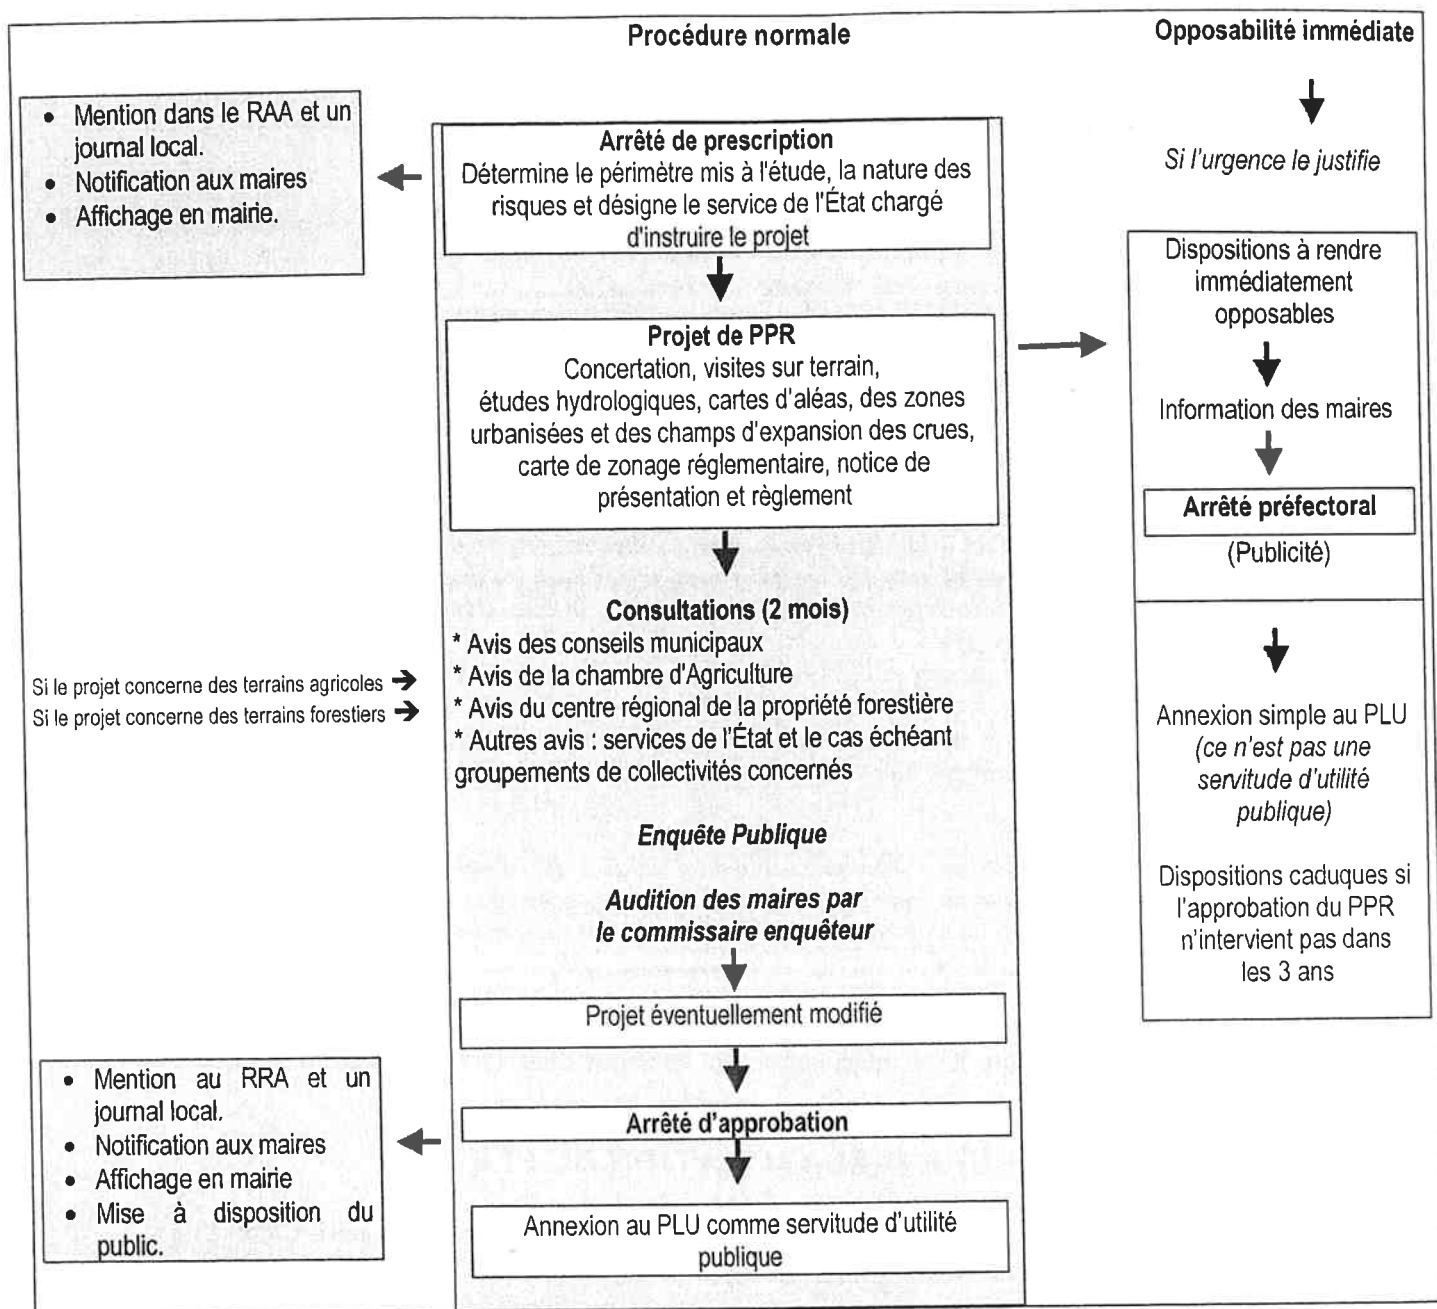 Procédure normale
Opposabilité immédiate
• Mention dans le RAA et un
journal local.
• Notification aux maires
• Affichage en mairie.
Arrêté de prescription
Détermine le périmètre mis à l'étude, la nature des
risques et désigne le service de l'État chargé
d'instruire le projet
Projet de PPR
Concertation, visites sur terrain,
études hydrologiques, cartes d'aléas, des zones
urbanisées et des champs d'expansion des crues,
carte de zonage réglementaire, notice de
présentation et règlement
Consultations (2 mois)
* Avis des conseils municipaux
Si le projet concerne des terrains agricoles ➔
* Avis de la chambre d'Agriculture
Si le projet concerne des terrains forestiers ➔
* Avis du centre régional de la propriété forestière
* Autres avis : services de l'État et le cas échéant
groupements de collectivités concernés
Enquête Publique
Audition des maires par
le commissaire enquêteur
Projet éventuellement modifié
Arrêté d'approbation
• Mention au RRA et un
journal local.
• Notification aux maires
• Affichage en mairie
• Mise à disposition du
public.
Annexion au PLU comme servitude d'utilité
publique
Si l'urgence le justifie
Dispositions à rendre
immédiatement
opposables
Information des maires
Arrêté préfectoral
(Publicité)
Annexion simple au PLU
(ce n'est pas une
servitude d'utilité
publique)
Dispositions caduques si
l'approbation du PPR
n'intervient pas dans
les 3 ans